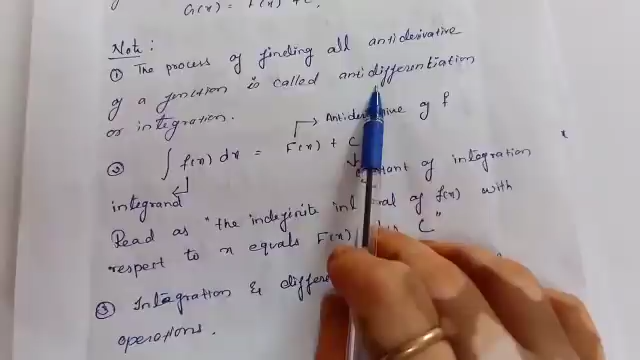 G(x) = F(x) + C.
Note :
① The process of finding all antiderivative
of a function is called antidifferentiation
or integration.
Antiderivative of f
② ∫ f(x) dx = F(x) + C
constant of integration
integrand
Read as "the indefinite integral of f(x) with
respect to x equals F(x) C"
③ Integration &
operations.